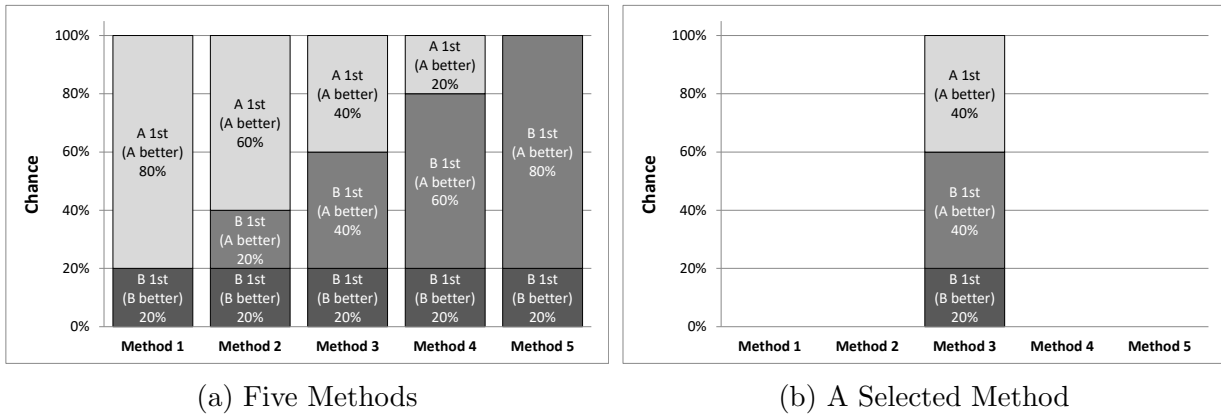 100%
80%
60%
40%
20%
0%
Chance
A 1st
(A better)
80%
B 1st
(B better)
20%
A 1st
(A better)
60%
B 1st
(A better)
20%
B 1st
(B better)
20%
A 1st
(A better)
40%
B 1st
(A better)
40%
B 1st
(B better)
20%
A 1st
(A better)
20%
B 1st
(A better)
60%
B 1st
(B better)
20%
B 1st
(A better)
80%
B 1st
(B better)
20%
Method 1 Method 2 Method 3 Method 4 Method 5
(a) Five Methods
100%
80%
60%
40%
20%
0%
Chance
A 1st
(A better)
40%
B 1st
(A better)
40%
B 1st
(B better)
20%
Method 1 Method 2 Method 3 Method 4 Method 5
(b) A Selected Method